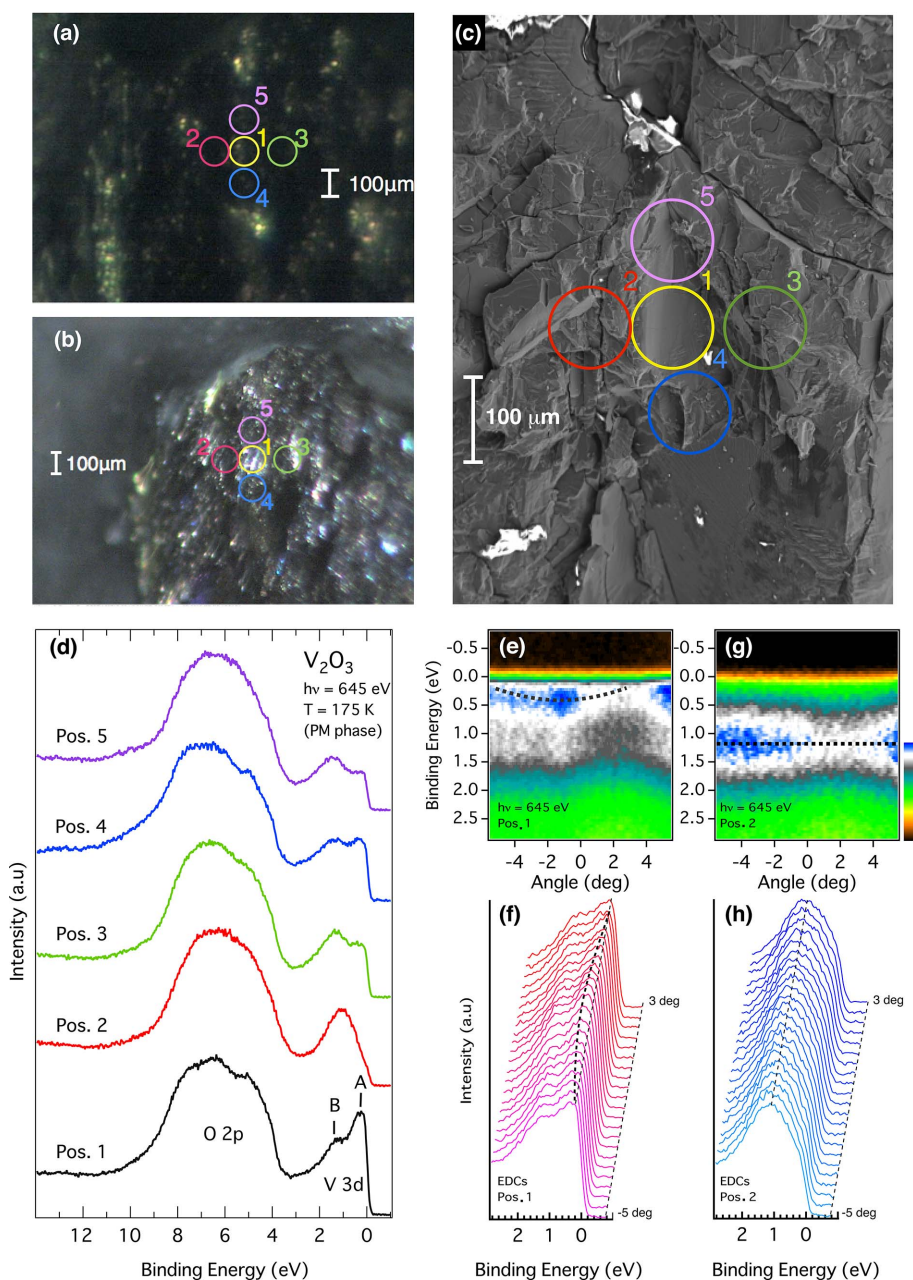 (a)
5
2 1 3
4
100μm
(b)
5
2 1 3
4
100μm
(c)
5
2 1 3
4
100 μm
(d)
V2O3
hν = 645 eV
T = 175 K
(PM phase)
Pos. 5
Pos. 4
Pos. 3
Pos. 2
Pos. 1
A
B
O 2p
V 3d
Intensity (a.u)
12 10 8 6 4 2 0
Binding Energy (eV)
(e)
-0.5
0.0
0.5
1.0
1.5
2.0
2.5
Binding Energy (eV)
hν = 645 eV
Pos. 1
-4 -2 0 2 4
Angle (deg)
(g)
-0.5
0.0
0.5
1.0
1.5
2.0
2.5
hν = 645 eV
Pos. 2
-4 -2 0 2 4
Angle (deg)
(f)
Intensity (a.u)
3 deg
EDCs
Pos. 1
-5 deg
2 1 0
Binding Energy (eV)
(h)
3 deg
EDCs
Pos. 2
-5 deg
2 1 0
Binding Energy (eV)